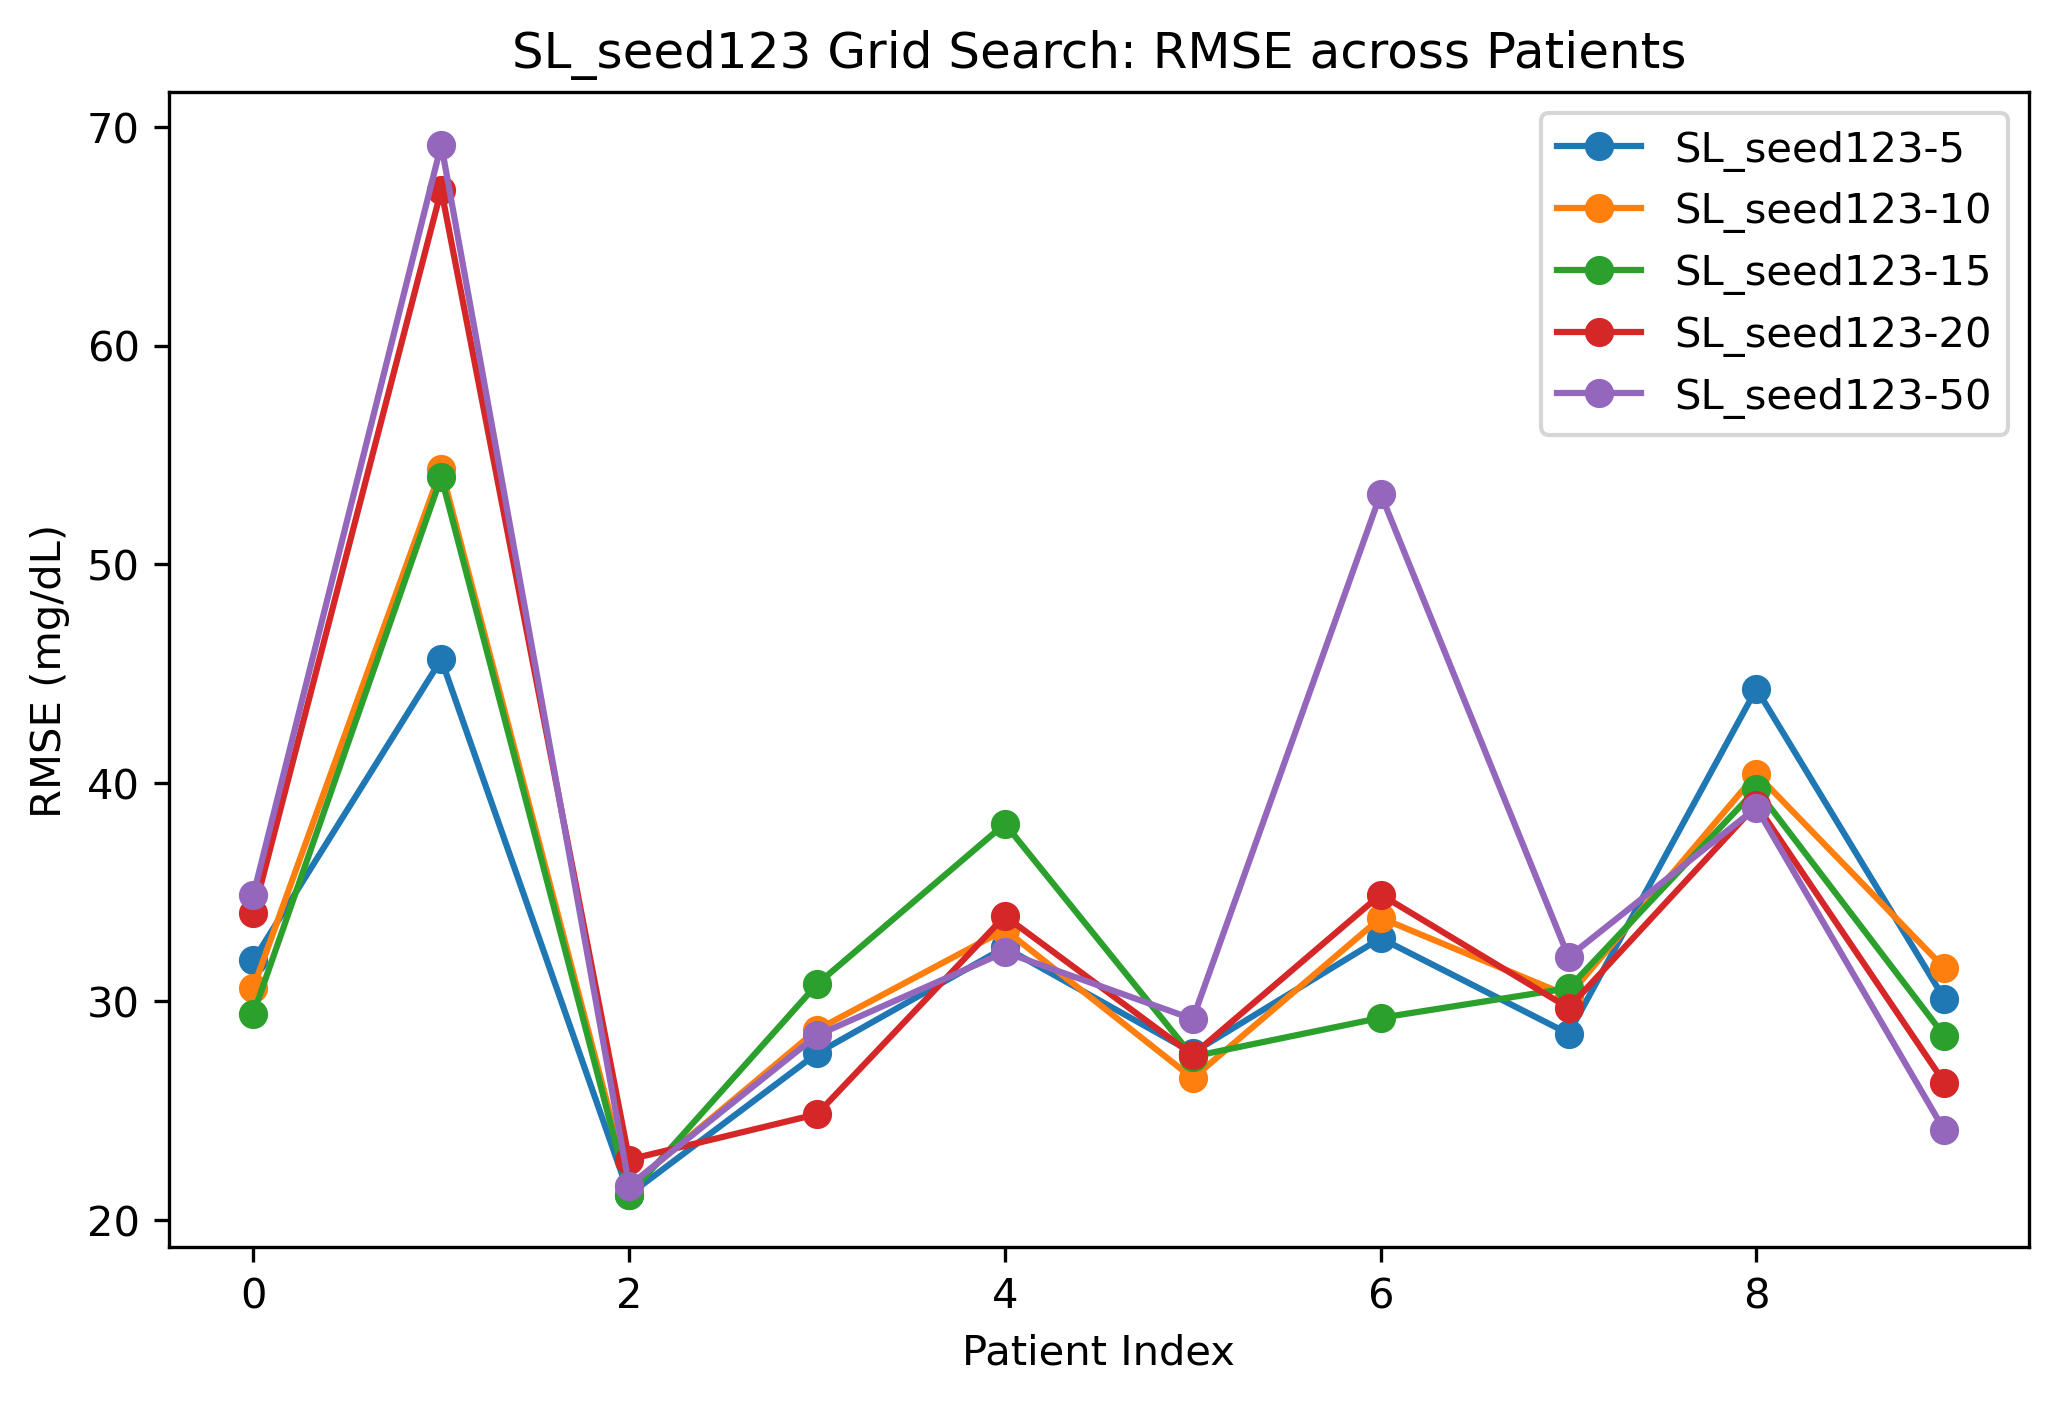 SL_seed123 Grid Search: RMSE across Patients
70
60
50
40
30
20
RMSE (mg/dL)
SL_seed123-5
SL_seed123-10
SL_seed123-15
SL_seed123-20
SL_seed123-50
0 2 4 6 8
Patient Index